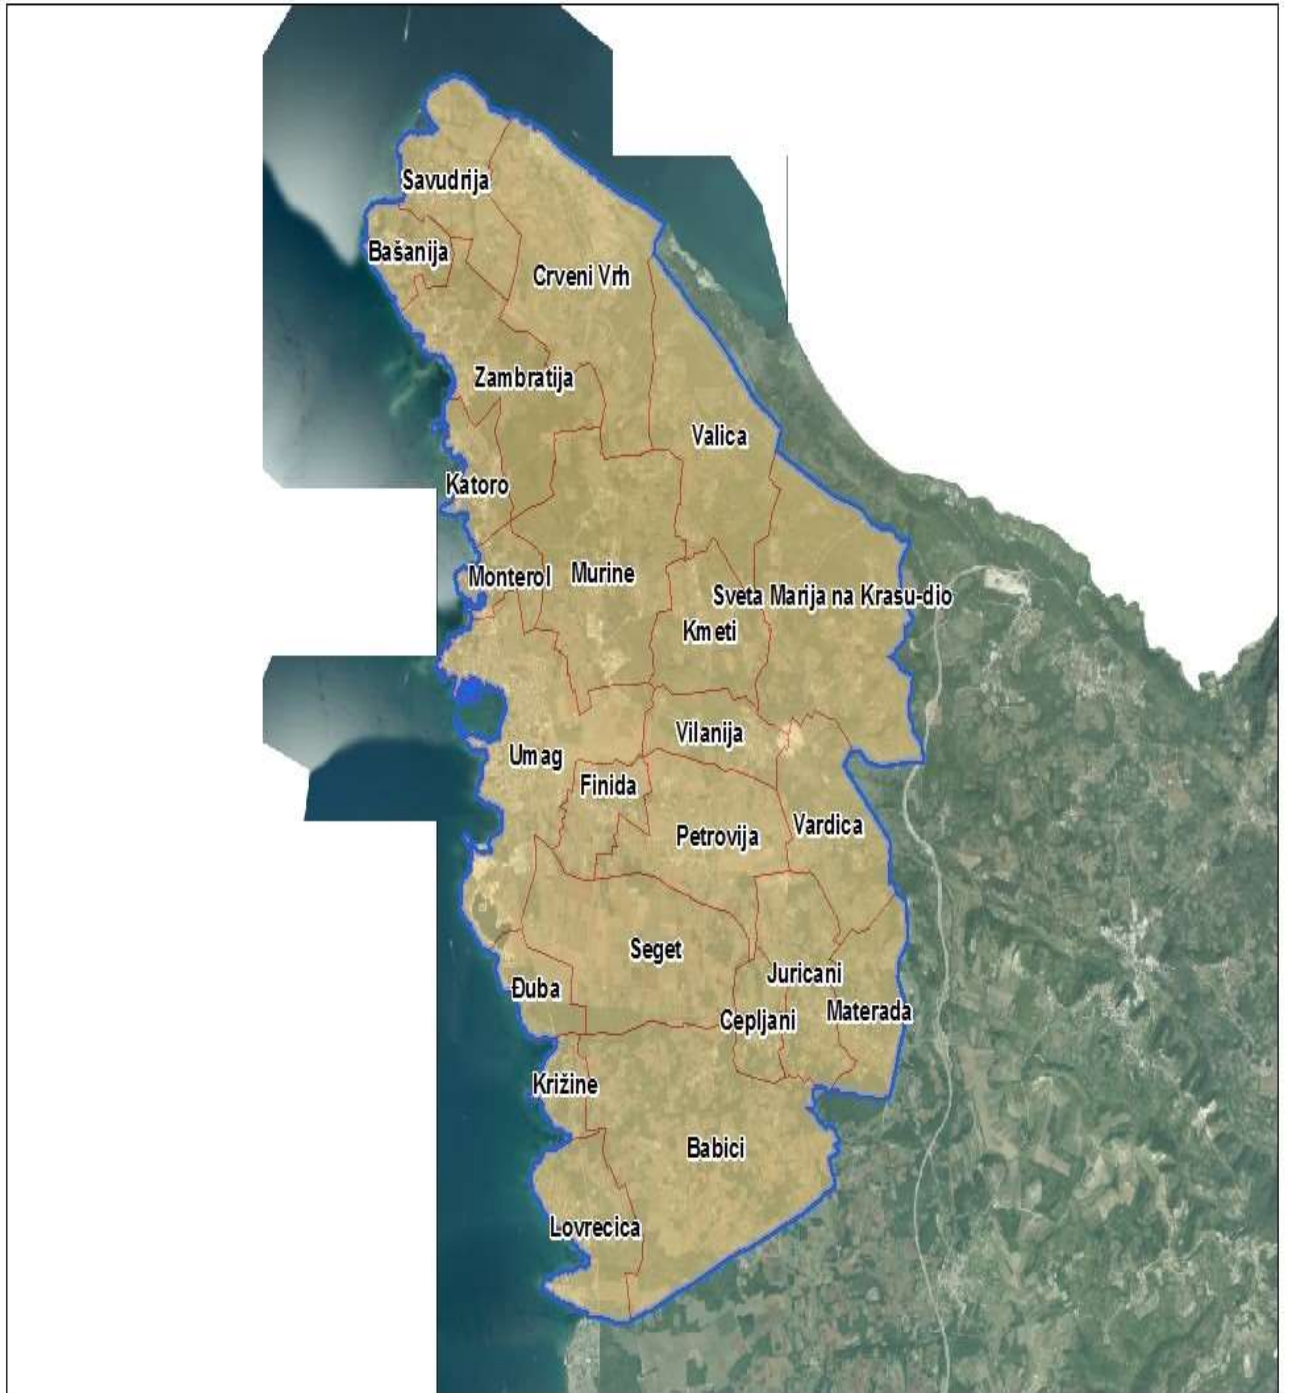 Savudrija
Bašanija
Crveni Vrh
Zambratija
Valica
Katoro
Monterol
Murine
Sveta Marija na Krasu-dio
Kmeti
Vilanija
Umag
Finida
Petrovija
Vardica
Seget
Juricani
Đuba
Cepljani
Materada
Križine
Babici
Lovrecica